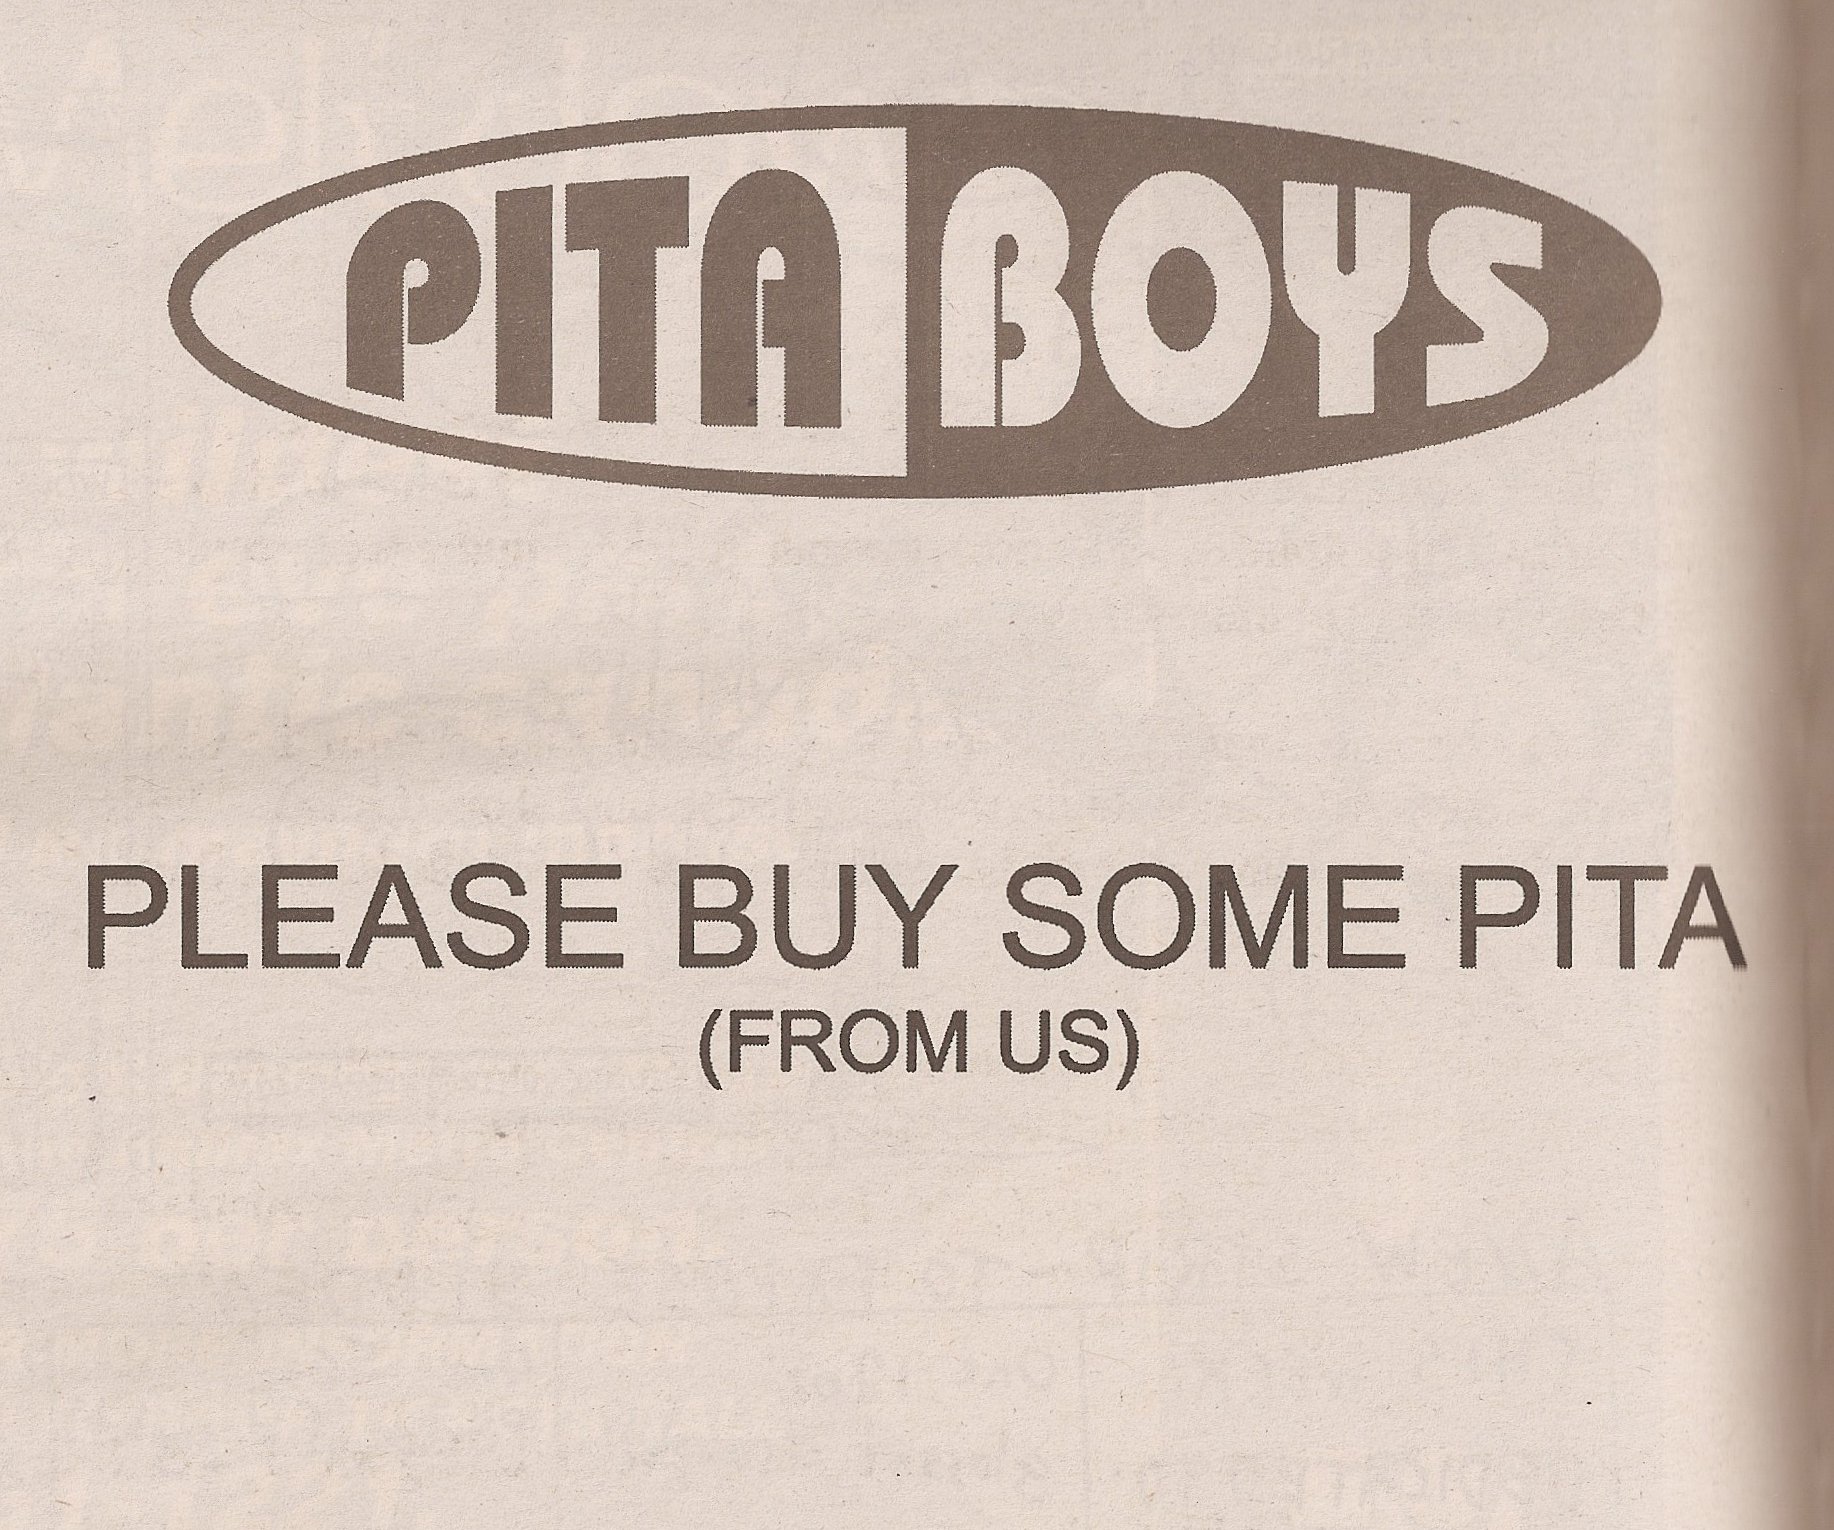 PITA BOYS
PLEASE BUY SOME PITA
(FROM US)